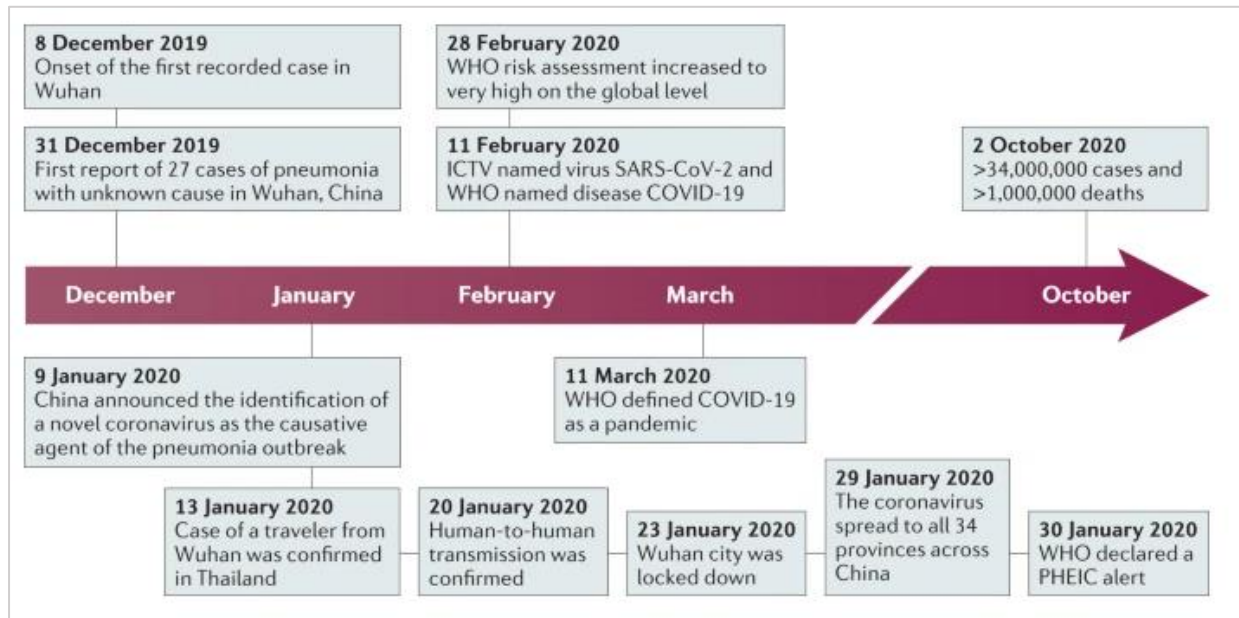 8 December 2019
Onset of the first recorded case in
Wuhan
31 December 2019
First report of 27 cases of pneumonia
with unknown cause in Wuhan, China
28 February 2020
WHO risk assessment increased to
very high on the global level
11 February 2020
ICTV named virus SARS-CoV-2 and
WHO named disease COVID-19
2 October 2020
>34,000,000 cases and
>1,000,000 deaths
December January February March October
9 January 2020
China announced the identification of
a novel coronavirus as the causative
agent of the pneumonia outbreak
11 March 2020
WHO defined COVID-19
as a pandemic
13 January 2020
Case of a traveler from
Wuhan was confirmed
in Thailand
20 January 2020
Human-to-human
transmission was
confirmed
23 January 2020
Wuhan city was
locked down
29 January 2020
The coronavirus
spread to all 34
provinces across
China
30 January 2020
WHO declared a
PHEIC alert